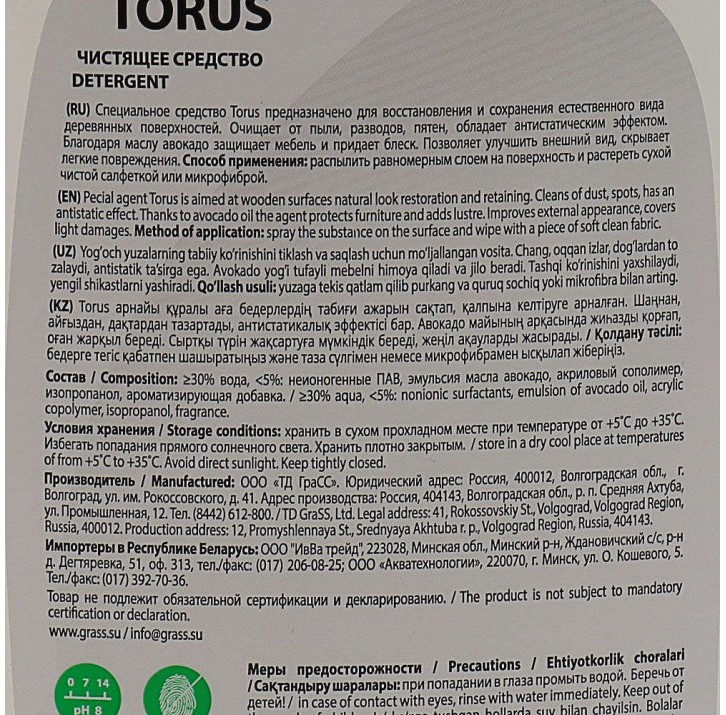 TORUS
ЧИСТЯЩЕЕ СРЕДСТВО
DETERGENT
(RU) Специальное средство Torus предназначено для восстановления и сохранения естественного вида
деревянных поверхностей. Очищает от пыли, разводов, пятен, обладает антистатическим эффектом.
Благодаря маслу авокадо защищает мебель и придает блеск. Позволяет улучшить внешний вид, скрывает
легкие повреждения. Способ применения: распылить равномерным слоем на поверхность и растереть сухой
чистой салфеткой или микрофиброй.
(EN) Pecial agent Torus is aimed at wooden surfaces natural look restoration and retaining. Cleans of dust, spots, has an
antistatic effect. Thanks to avocado oil the agent protects furniture and adds lustre. Improves external appearance, covers
light damages. Method of application: spray the substance on the surface and wipe with a piece of soft clean fabric.
(UZ) Yog'och yuzalarning tabiiy ko'rinishini tiklash va saqlash uchun mo'ljallangan vosita. Chang, oqqan izlar, dog'lardan to
zalaydi, antistatik ta'sirga ega. Avokado yog'i tufayli mebelni himoya qiladi va jilo beradi. Tashqi ko'rinishini yaxshilaydi,
yengil shikastlarni yashiradi. Qo'llash usuli: yuzaga tekis qatlam qilib purkang va quruq sochiq yoki mikrofibra bilan arting.
(KZ) Torus арнайы құралы аға бедерлердің табиғи ажарын сақтап, қалпына келтіруге арналған. Шаңнан,
айғыздан, дақтардан тазартады, антистатикалық эффектісі бар. Авокадо майының арқасында жиһазды қорғап,
оған жарқыл береді. Сыртқы түрін жақсартуға мүмкіндік береді, жеңіл ақауларды жасырады. / Қолдану тәсілі:
бедерге тегіс қабатпен шашыратыңыз және таза сүлгімен немесе микрофибрамен ысқылап жіберіңіз.
Состав / Composition: ≥30% вода, <5%: неионогенные ПАВ, эмульсия масла авокадо, акриловый сополимер,
изопропанол, ароматизирующая добавка. / ≥30% aqua, <5%: nonionic surfactants, emulsion of avocado oil, acrylic
copolymer, isopropanol, fragrance.
Условия хранения / Storage conditions: хранить в сухом прохладном месте при температуре от +5˚C до +35˚C.
Избегать попадания прямого солнечного света. Хранить плотно закрытым. / store in a dry cool place at temperatures
of from +5˚C to +35˚C. Avoid direct sunlight. Keep tightly closed.
Производитель / Manufactured: ООО «ТД ГраСС». Юридический адрес: Россия, 400012, Волгоградская обл., г.
Волгоград, ул. им. Рокоссовского, д. 41. Адрес производства: Россия, 404143, Волгоградская обл., р. п. Средняя Ахтуба,
ул. Промышленная, 12. Тел. (8442) 612-800. / TD GraSS, Ltd. Legal address: 41, Rokossovskiy St., Volgograd, Volgograd Region,
Russia, 400012. Production address: 12, Promyshlennaya St., Srednyaya Akhtuba r. p., Volgograd Region, Russia, 404143.
Импортеры в Республике Беларусь: ООО "ИвВа трейд", 223028, Минская обл., Минский р-н, Ждановичский с/с, р-н
д. Дегтяревка, 51, оф. 313, тел./факс: (017) 206-08-25; ООО «Акватехнологии», 220070, г. Минск, ул. О. Кошевого, 5.
Тел./факс: (017) 392-70-36.
Товар не подлежит обязательной сертификации и декларированию. / The product is not subject to mandatory
certification or declaration.
www.grass.su / info@grass.su
0 7 14
pH 8
Меры предосторожности / Precautions / Ehtiyotkorlik choralari
/ Сақтандыру шаралары: при попадании в глаза промыть водой. Беречь от
детей! / in case of contact with eyes, rinse with water immediately. Keep out of
tushgan hollarda suv bilan chayilsin. Bolalar